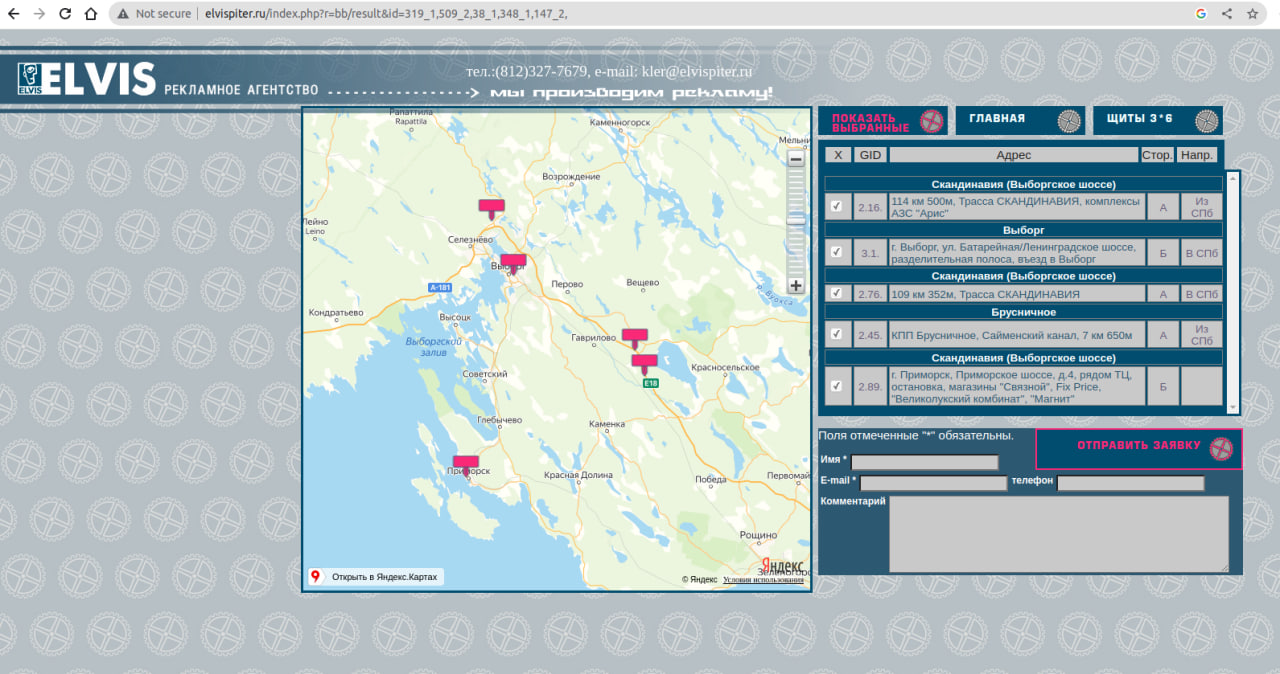 Not secure
elvispiter.ru/index.php?r=bb/result&id=319_1,509_2,38_1,348_1,147_2,
ELVIS
ELVIS
РЕКЛАМНОЕ АГЕНТСТВО
тел.:(812)327-7679, e-mail: kler@elvispiter.ru
мы производим рекламу!
ПОКАЗАТЬ
ВЫБРАННЫЕ
ГЛАВНАЯ
ЩИТЫ 3*6
Рапаттила
Rapattila
Каменногорск
Мельни
Возрождение
Лейно
Leino
Селезнёво
Выборг
А-181
Перово
Вещево
р. Вуокса
Кондратьево
Высоцк
Выборгский
залив
Гаврилово
Красносельское
E18
Советский
Глебычево
Каменка
Приморск
Красная Долина
Победа
Первомай
Рощино
Зеленогорс
Яндекс
Открыть в Яндекс.Картах
© Яндекс Условия использования
X GID Адрес Стор. Напр.
Скандинавия (Выборгское шоссе)
2.16. 114 км 500м, Трасса СКАНДИНАВИЯ, комплексы А Из
АЗС "Арис" СПб
Выборг
3.1. г. Выборг, ул. Батарейная/Ленинградское шоссе, Б В СПб
разделительная полоса, въезд в Выборг
Скандинавия (Выборгское шоссе)
2.76. 109 км 352м, Трасса СКАНДИНАВИЯ А В СПб
Брусничное
2.45. КПП Брусничное, Сайменский канал, 7 км 650м А Из
СПб
Скандинавия (Выборгское шоссе)
2.89. г. Приморск, Приморское шоссе, д.4, рядом ТЦ, Б
остановка, магазины "Связной", Fix Price,
"Великолукский комбинат", "Магнит"
Поля отмеченные "*" обязательны.
ОТПРАВИТЬ ЗАЯВКУ
Имя *
E-mail * телефон
Комментарий